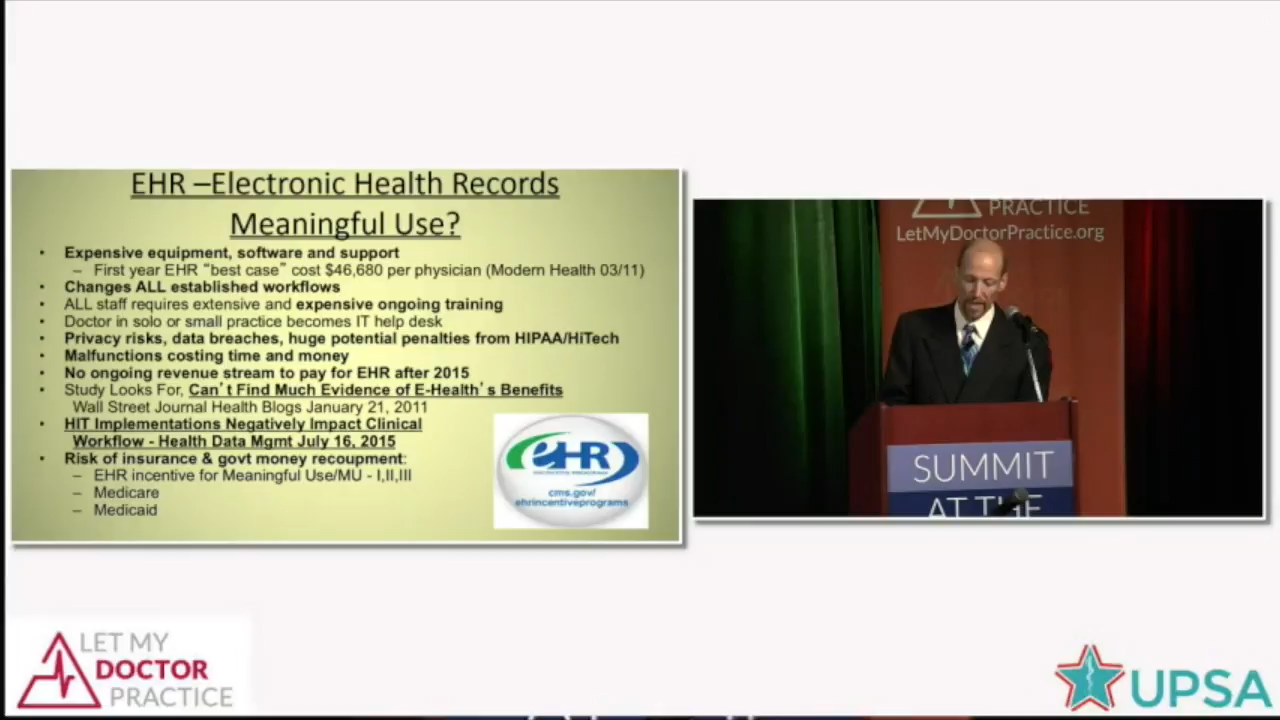 EHR –Electronic Health Records
Meaningful Use?
• Expensive equipment, software and support
– First year EHR “best case” cost $46,680 per physician (Modern Health 03/11)
• Changes ALL established workflows
• ALL staff requires extensive and expensive ongoing training
• Doctor in solo or small practice becomes IT help desk
• Privacy risks, data breaches, huge potential penalties from HIPAA/HiTech
• Malfunctions costing time and money
• No ongoing revenue stream to pay for EHR after 2015
• Study Looks For, Can't Find Much Evidence of E-Health's Benefits
Wall Street Journal Health Blogs January 21, 2011
• HIT Implementations Negatively Impact Clinical
Workflow - Health Data Mgmt July 16, 2015
• Risk of insurance & govt money recoupment:
– EHR incentive for Meaningful Use/MU - I,II,III
– Medicare
– Medicaid
eHR
cms.gov/
ehrincentiveprograms
PRACTICE
LetMyDoctorPractice.org
SUMMIT
AT THE
LET MY
DOCTOR
PRACTICE
UPSA